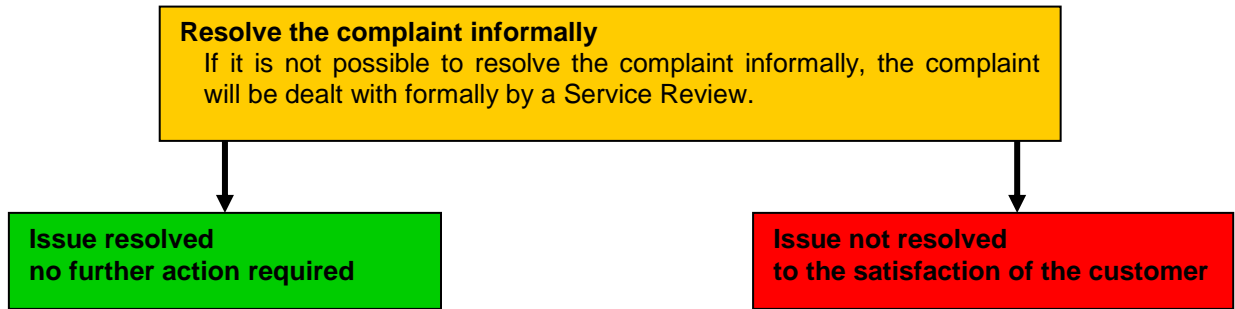 Resolve the complaint informally
If it is not possible to resolve the complaint informally, the complaint
will be dealt with formally by a Service Review.
Issue resolved
no further action required
Issue not resolved
to the satisfaction of the customer